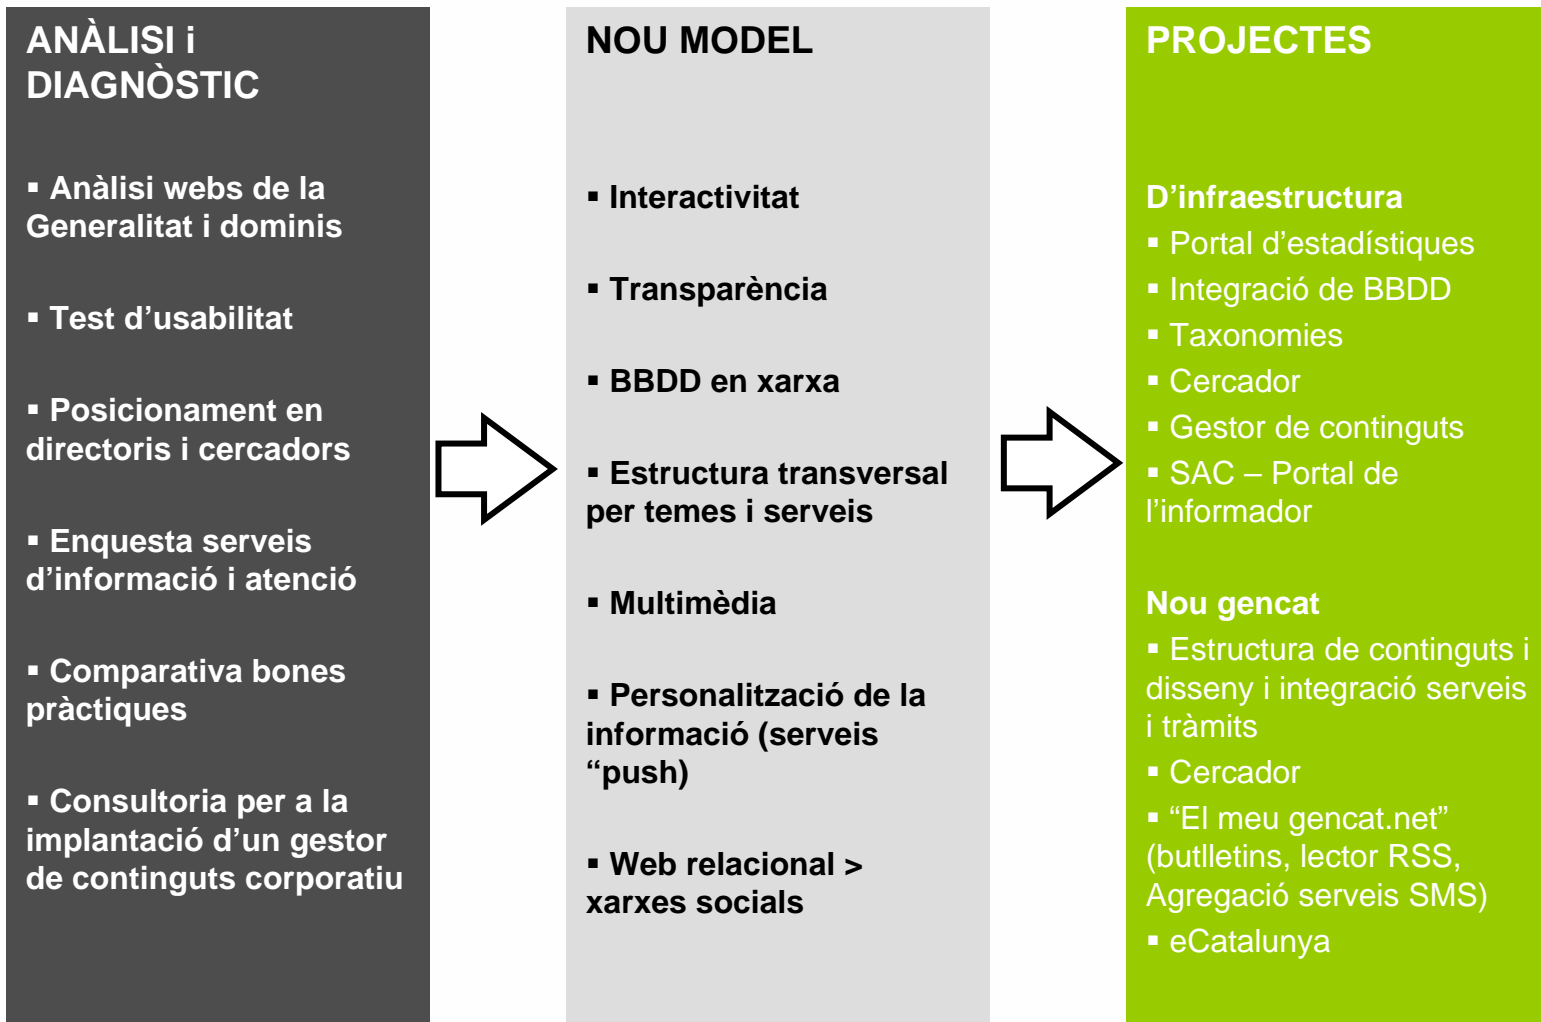 ANÀLISI i
DIAGNÒSTIC
▪ Anàlisi webs de la
Generalitat i dominis
▪ Test d’usabilitat
▪ Posicionament en
directoris i cercadors
▪ Enquesta serveis
d’informació i atenció
▪ Comparativa bones
pràctiques
▪ Consultoria per a la
implantació d’un gestor
de continguts corporatiu
NOU MODEL
▪ Interactivitat
▪ Transparència
▪ BBDD en xarxa
▪ Estructura transversal
per temes i serveis
▪ Multimèdia
▪ Personalització de la
informació (serveis
“push)
▪ Web relacional >
xarxes socials
PROJECTES
D’infraestructura
▪ Portal d’estadístiques
▪ Integració de BBDD
▪ Taxonomies
▪ Cercador
▪ Gestor de continguts
▪ SAC – Portal de
l’informador
Nou gencat
▪ Estructura de continguts i
disseny i integració serveis
i tràmits
▪ Cercador
▪ “El meu gencat.net”
(butlletins, lector RSS,
Agregació serveis SMS)
▪ eCatalunya